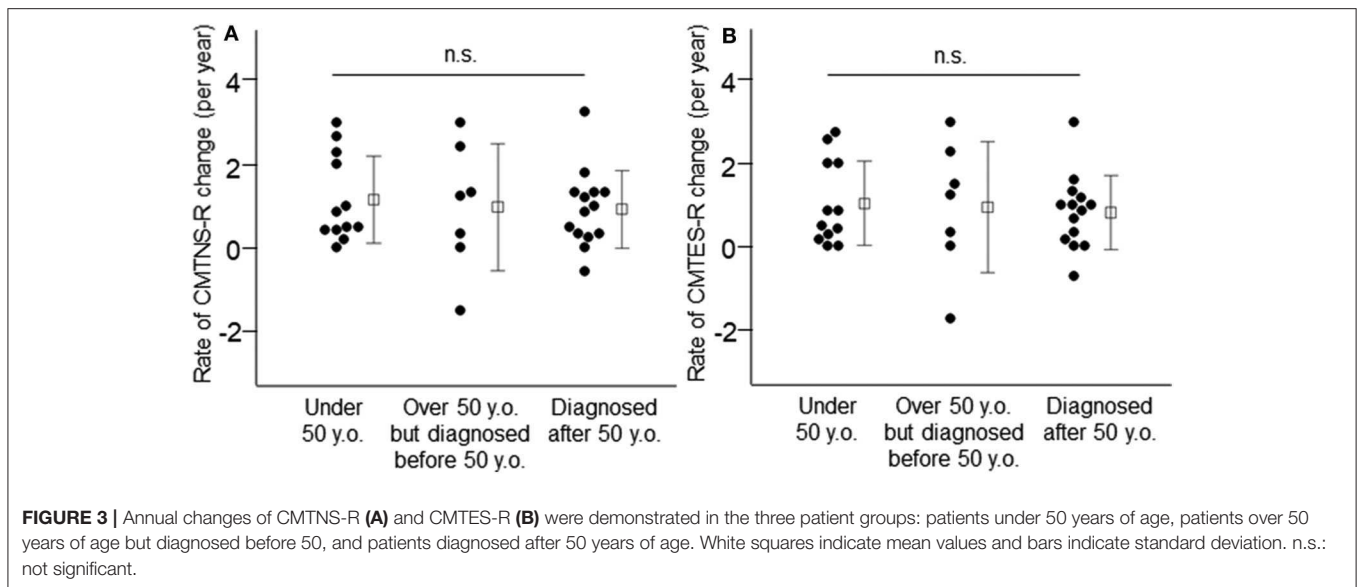 A
Rate of CMTNS-R change (per year)
n.s.
4
2
0
-2
Under
50 y.o.
Over 50 y.o.
but diagnosed
before 50 y.o.
Diagnosed
after 50 y.o.
B
Rate of CMTES-R change (per year)
n.s.
4
2
0
-2
Under
50 y.o.
Over 50 y.o.
but diagnosed
before 50 y.o.
Diagnosed
after 50 y.o.
FIGURE 3 | Annual changes of CMTNS-R (A) and CMTES-R (B) were demonstrated in the three patient groups: patients under 50 years of age, patients over 50
years of age but diagnosed before 50, and patients diagnosed after 50 years of age. White squares indicate mean values and bars indicate standard deviation. n.s.:
not significant.